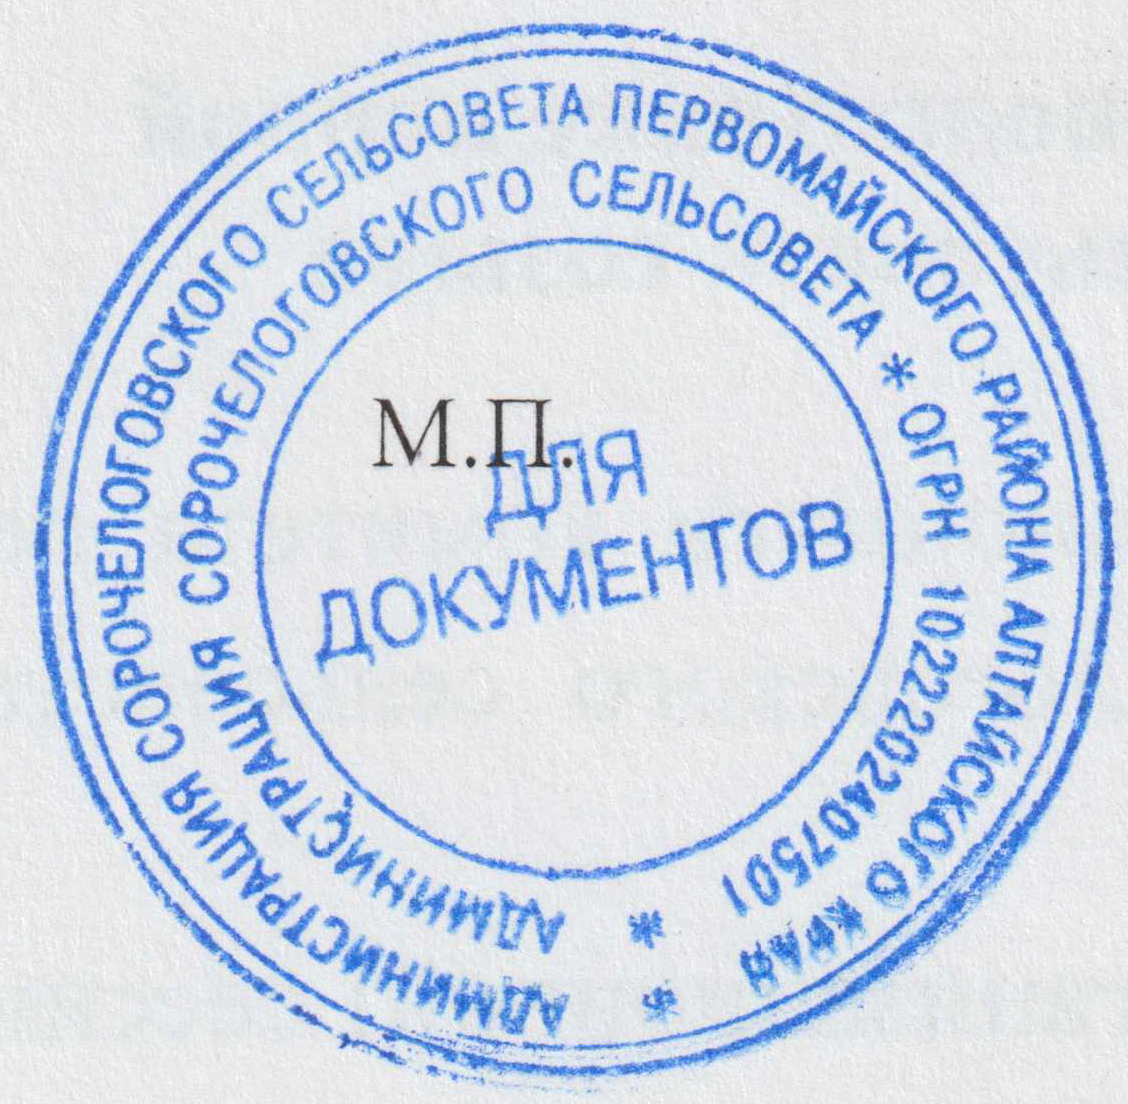 АДМИНИСТРАЦИЯ СОРОЧЕЛОГОВСКОГО СЕЛЬСОВЕТА ПЕРВОМАЙСКОГО РАЙОНА АЛТАЙСКОГО КРАЯ *
АДМИНИСТРАЦИЯ СОРОЧЕЛОГОВСКОГО СЕЛЬСОВЕТА * ОГРН 1022202407501 *
М.П.
ДЛЯ
ДОКУМЕНТОВ